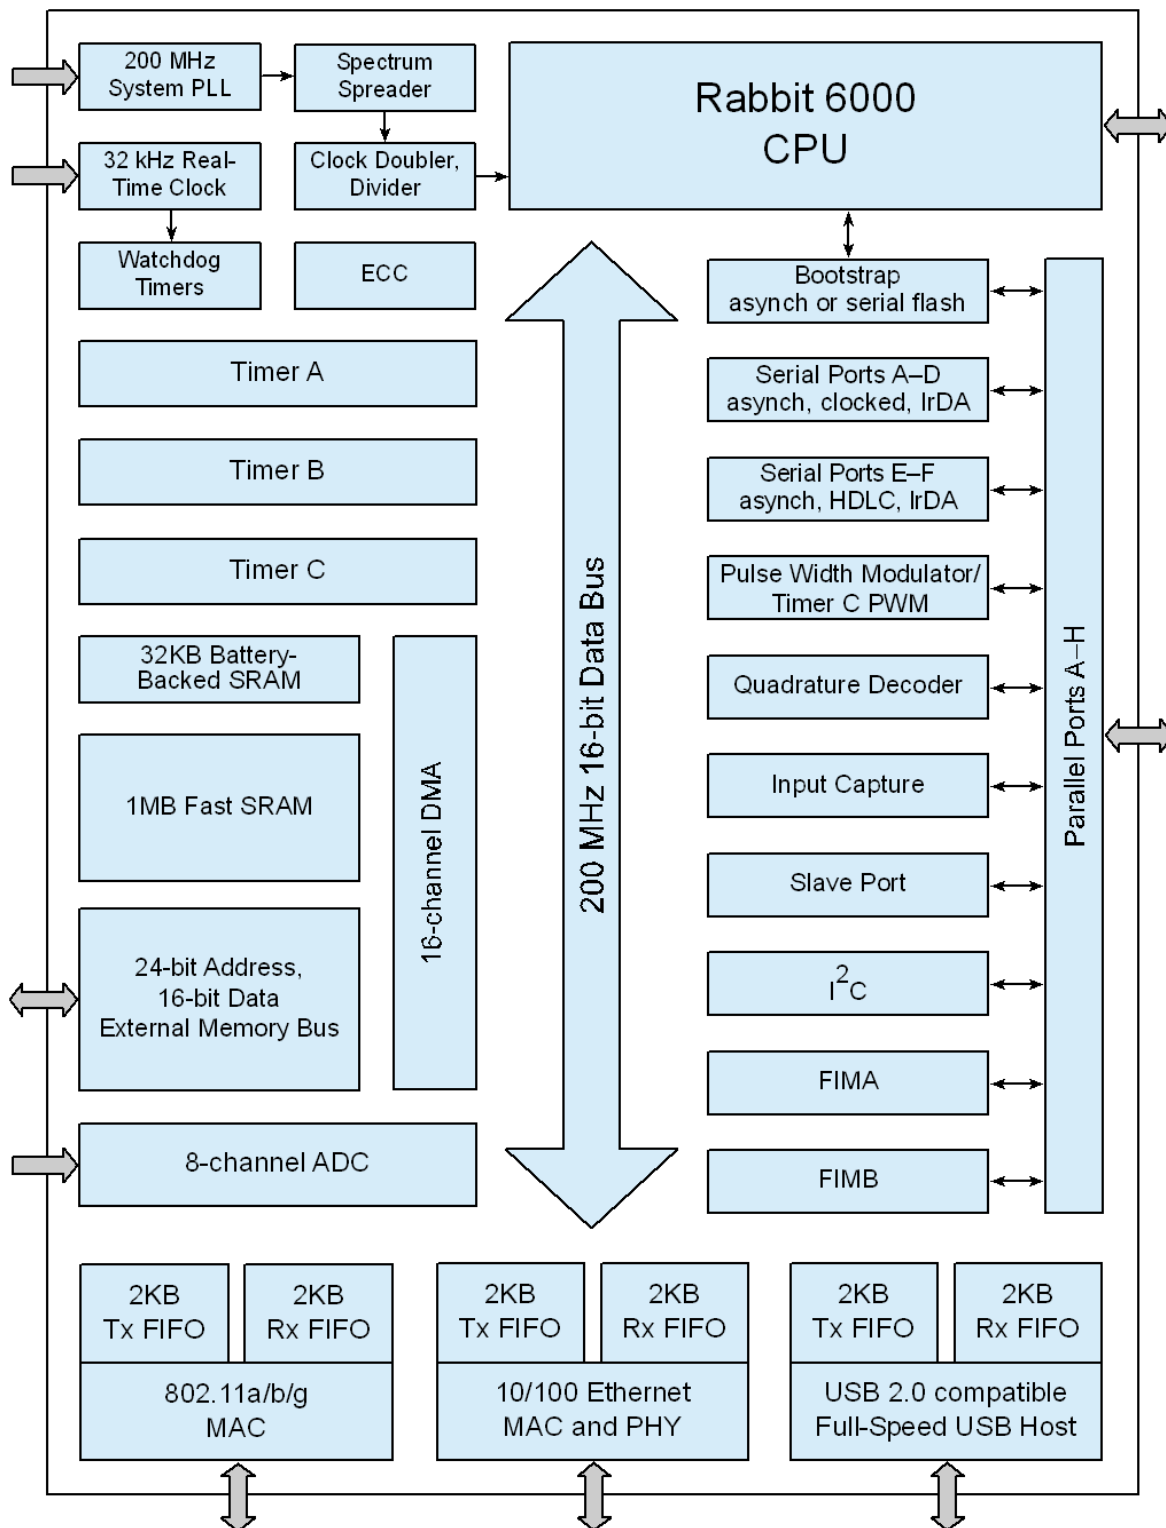 200 MHz
System PLL
Spectrum
Spreader
Rabbit 6000
CPU
32 kHz Real-
Time Clock
Clock Doubler,
Divider
Watchdog
Timers
ECC
Bootstrap
asynch or serial flash
Timer A
Serial Ports A–D
asynch, clocked, IrDA
Timer B
Serial Ports E–F
asynch, HDLC, IrDA
Timer C
Pulse Width Modulator/
Timer C PWM
32KB Battery-
Backed SRAM
Quadrature Decoder
1MB Fast SRAM
Input Capture
16-channel DMA
200 MHz 16-bit Data Bus
Parallel Ports A–H
Slave Port
24-bit Address,
16-bit Data
External Memory Bus
I2C
FIMA
8-channel ADC
FIMB
2KB
Tx FIFO
2KB
Rx FIFO
802.11a/b/g
MAC
2KB
Tx FIFO
2KB
Rx FIFO
10/100 Ethernet
MAC and PHY
2KB
Tx FIFO
2KB
Rx FIFO
USB 2.0 compatible
Full-Speed USB Host